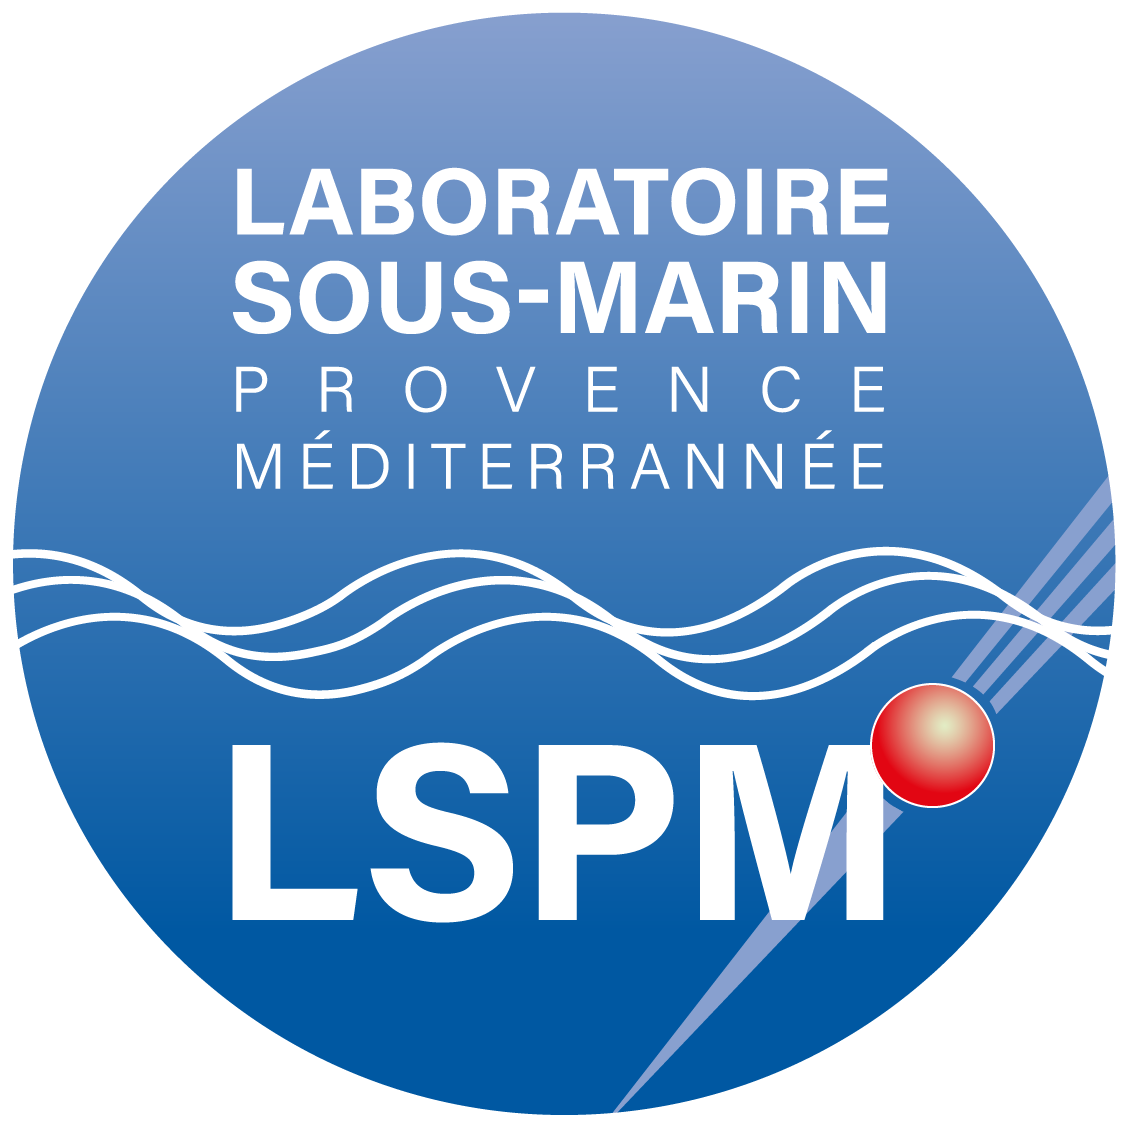 LABORATOIRE
SOUS-MARIN
PROVENCE
MÉDITERRANNÉE
LSPM